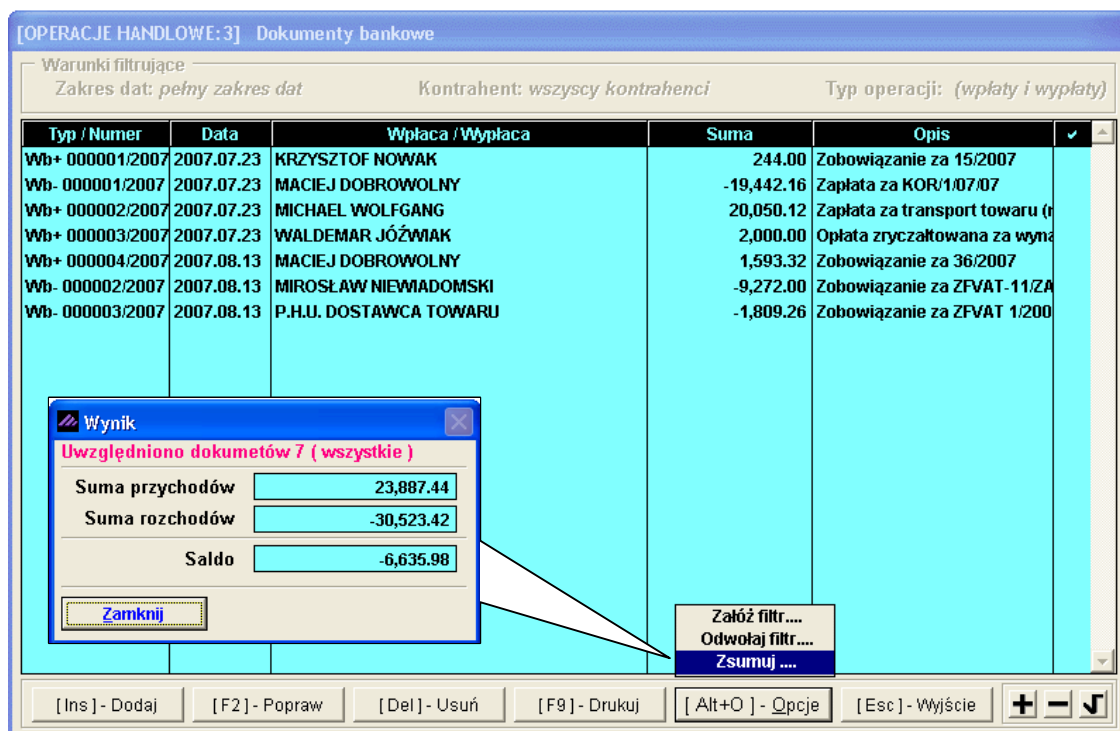 [OPERACJE HANDLOWE:3] Dokumenty bankowe
Warunki filtrujące
Zakres dat: pełny zakres dat Kontrahent: wszyscy kontrahenci Typ operacji: (wpłaty i wypłaty)
Typ / Numer Data Wpłaca / Wypłaca Suma Opis ✓
Wb+ 000001/2007 2007.07.23 KRZYSZTOF NOWAK 244.00 Zobowiązanie za 15/2007
Wb- 000001/2007 2007.07.23 MACIEJ DOBROWOLNY -19,442.16 Zapłata za KOR/1/07/07
Wb+ 000002/2007 2007.07.23 MICHAEL WOLFGANG 20,050.12 Zapłata za transport towaru (r
Wb+ 000003/2007 2007.07.23 WALDEMAR JÓŹWIAK 2,000.00 Opłata zryczałtowana za wyna
Wb+ 000004/2007 2007.08.13 MACIEJ DOBROWOLNY 1,593.32 Zobowiązanie za 36/2007
Wb- 000002/2007 2007.08.13 MIROSŁAW NIEWIADOMSKI -9,272.00 Zobowiązanie za ZFVAT-11/ZA
Wb- 000003/2007 2007.08.13 P.H.U. DOSTAWCA TOWARU -1,809.26 Zobowiązanie za ZFVAT 1/200
Wynik
Uwzględniono dokumetów 7 ( wszystkie )
Suma przychodów 23,887.44
Suma rozchodów -30,523.42
Saldo -6,635.98
Zamknij
Załóż filtr....
Odwołaj filtr....
Zsumuj ....
[ Ins ] - Dodaj [ F2 ] - Popraw [ Del ] - Usuń [ F9 ] - Drukuj [ Alt+O ] - Opcje [ Esc ] - Wyjście